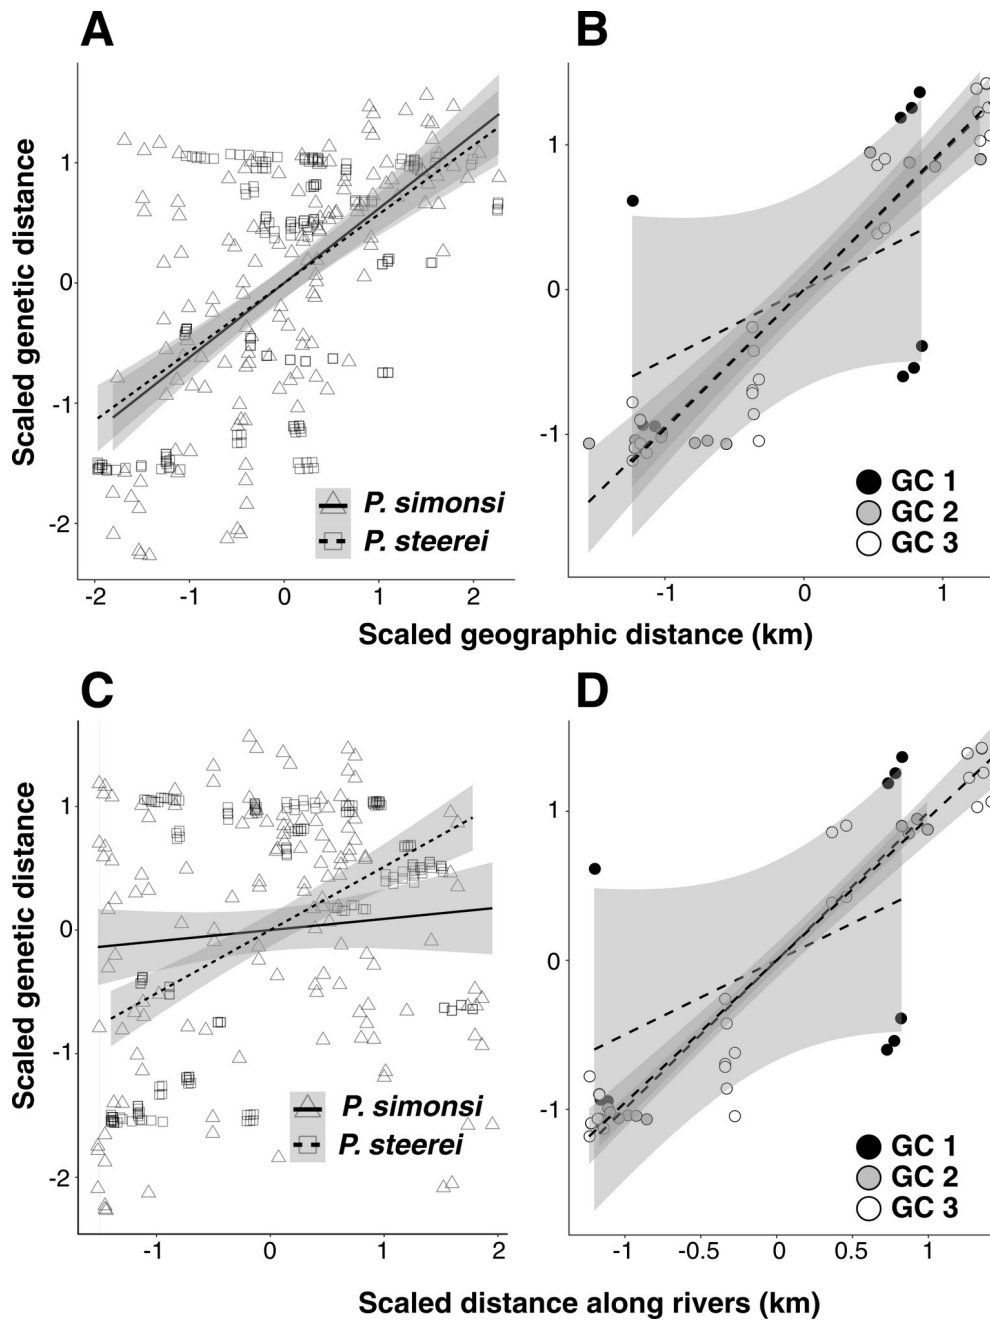 A
B
Scaled genetic distance
1
0
-1
-2
-2
-1
0
1
2
P. simonsi
P. steerei
1
0
-1
-1
0
1
GC 1
GC 2
GC 3
Scaled geographic distance (km)
C
D
Scaled genetic distance
1
0
-1
-2
-1
0
1
2
P. simonsi
P. steerei
1
0
-1
-1
-0.5
0
0.5
1
GC 1
GC 2
GC 3
Scaled distance along rivers (km)